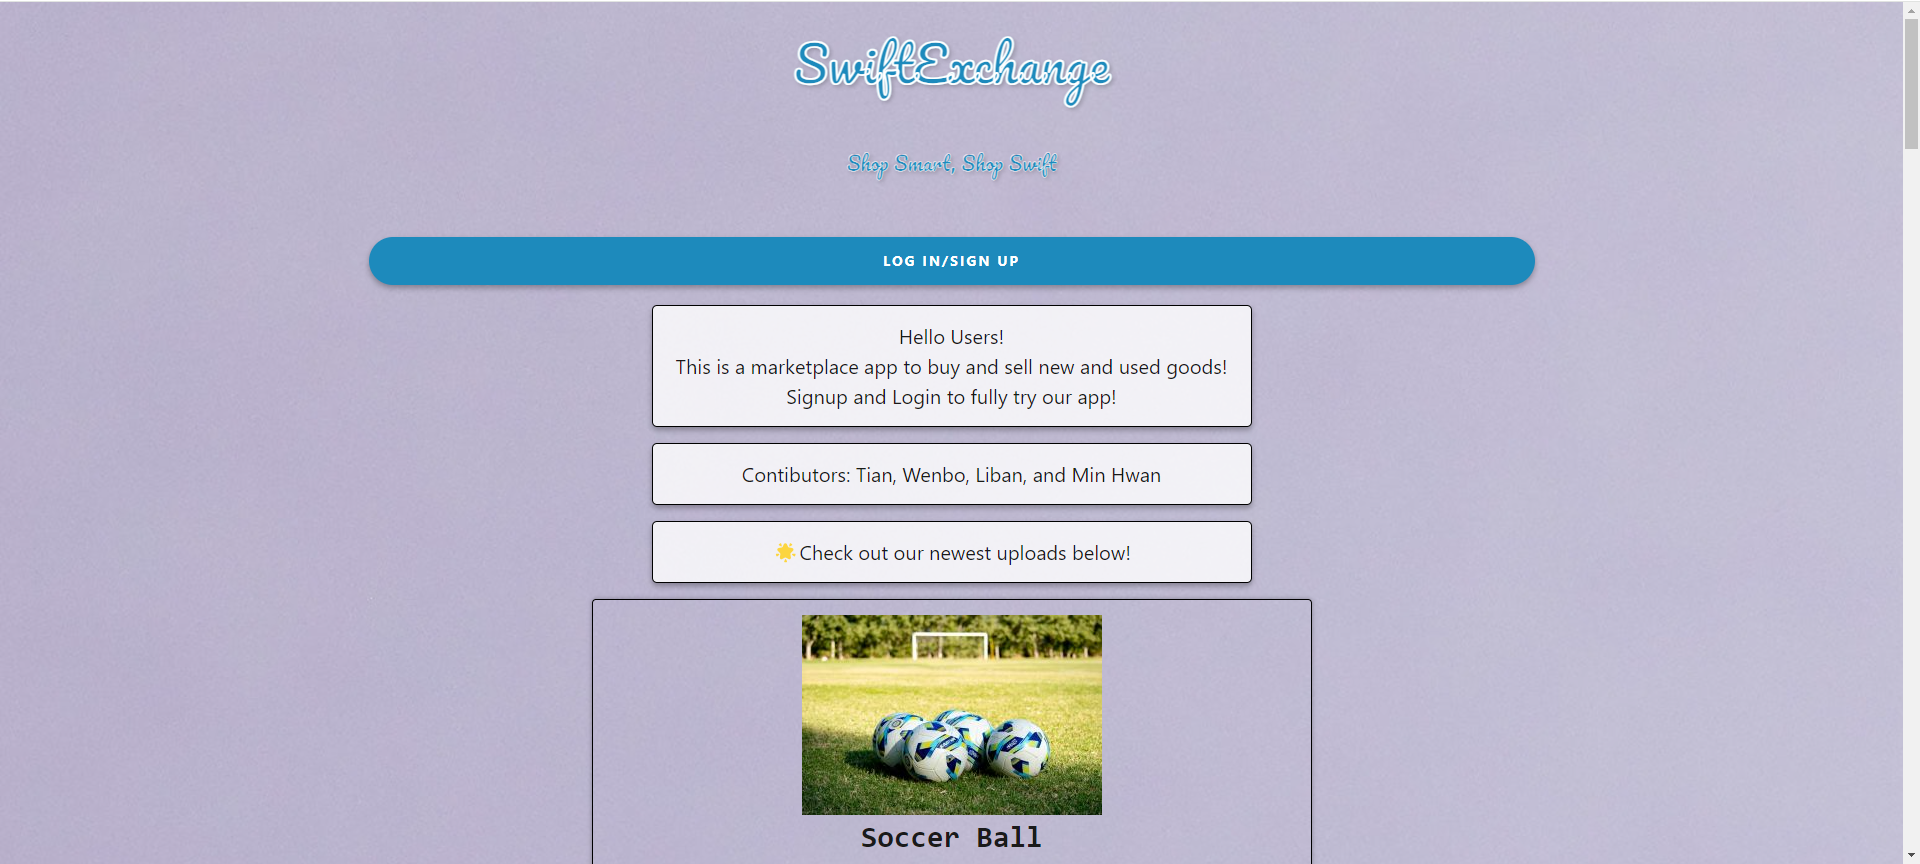 SwiftExchange
Shop Smart, Shop Swift
LOG IN/SIGN UP
Hello Users!
This is a marketplace app to buy and sell new and used goods!
Signup and Login to fully try our app!
Contibutors: Tian, Wenbo, Liban, and Min Hwan
🌟Check out our newest uploads below!
Soccer Ball